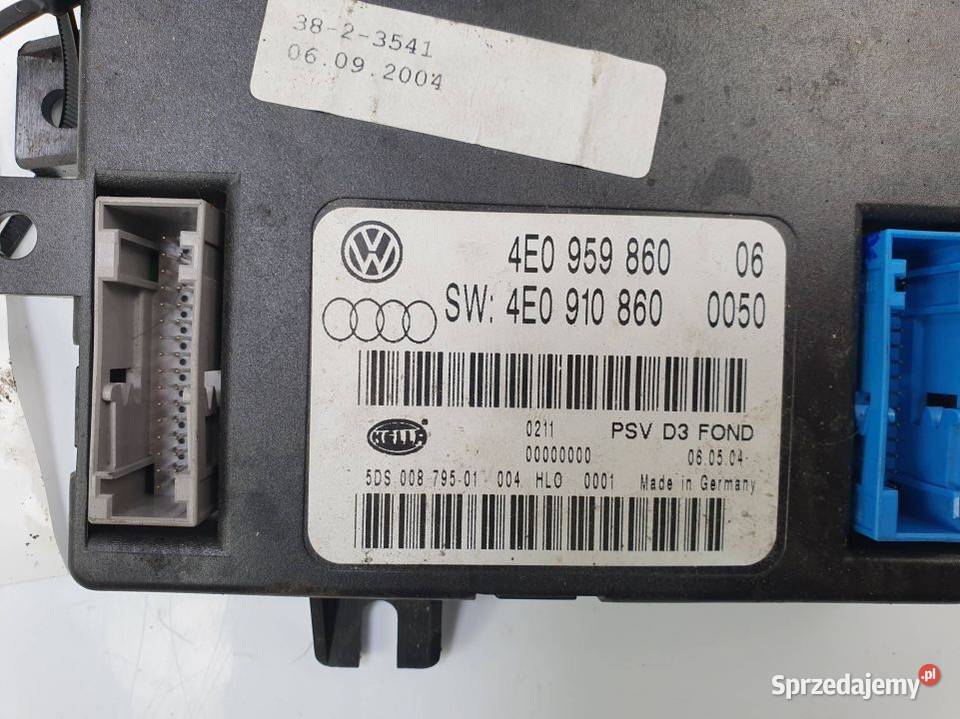 38-2-3541
06.09.2004
4E0 959 860 06
SW: 4E0 910 860 0050
HELLA 0211 PSV D3 FOND
00000000 06.05.04
5DS 008 795-01 004 HLO 0001 Made in Germany
Sprzedajemy.pl